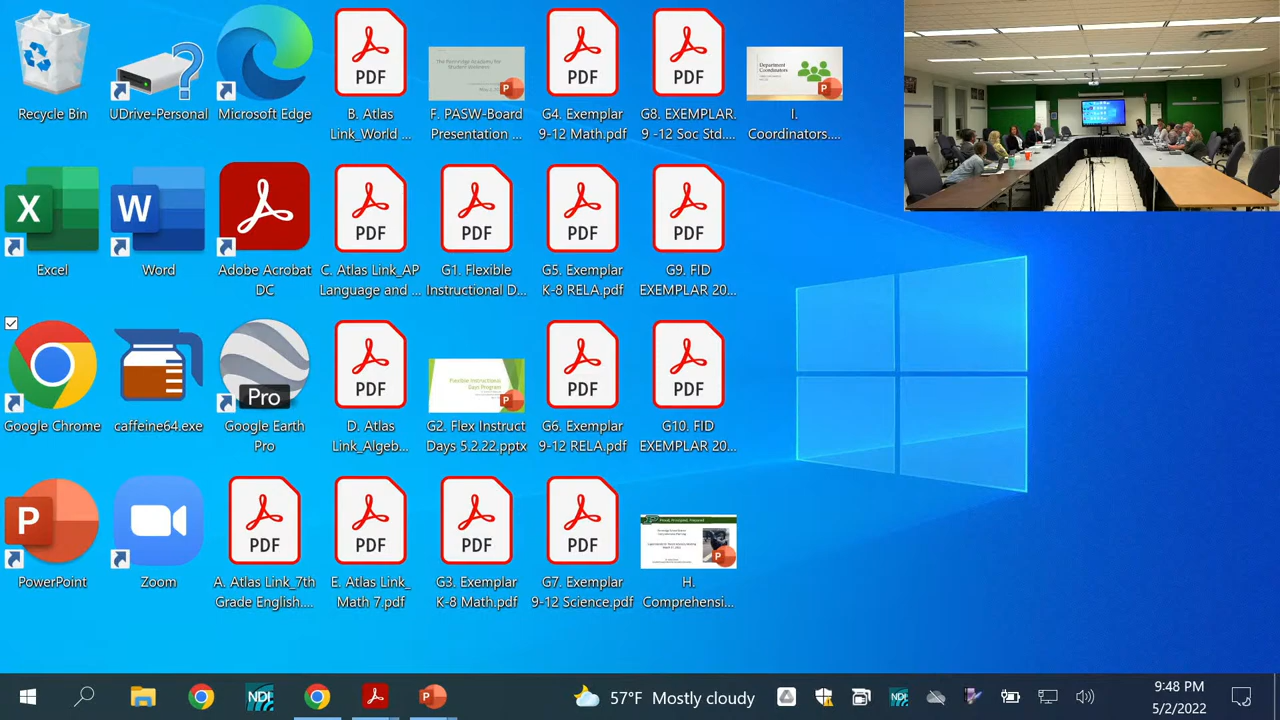 Recycle Bin
UDrive-Personal
Microsoft Edge
PDF
B. Atlas
Link_World ...
F. PASW-Board
Presentation ...
PDF
G4. Exemplar
9-12 Math.pdf
PDF
G8. EXEMPLAR.
9 -12 Soc Std....
Department
Coordinators
I.
Coordinators....
Excel
Word
Adobe Acrobat
DC
PDF
C. Atlas Link_AP
Language and ...
PDF
G1. Flexible
Instructional D...
PDF
G5. Exemplar
K-8 RELA.pdf
PDF
G9. FID
EXEMPLAR 20...
Google Chrome
caffeine64.exe
Pro
Google Earth
Pro
PDF
D. Atlas
Link_Algeb...
Flexible Instructional
Days Program
G2. Flex Instruct
Days 5.2.22.pptx
PDF
G6. Exemplar
9-12 RELA.pdf
PDF
G10. FID
EXEMPLAR 20...
PowerPoint
Zoom
PDF
A. Atlas Link_7th
Grade English....
PDF
E. Atlas Link_
Math 7.pdf
PDF
G3. Exemplar
K-8 Math.pdf
PDF
G7. Exemplar
9-12 Science.pdf
H.
Comprehensi...
NDI
57°F Mostly cloudy
NDI
9:48 PM
5/2/2022